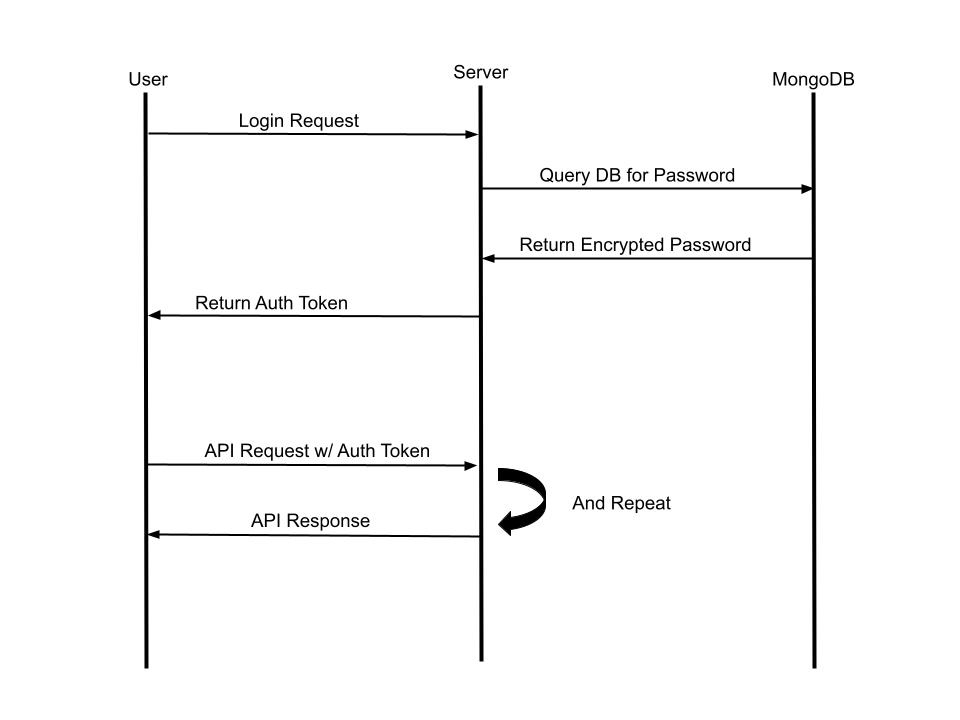 User
Server
MongoDB
Login Request
Query DB for Password
Return Encrypted Password
Return Auth Token
API Request w/ Auth Token
And Repeat
API Response